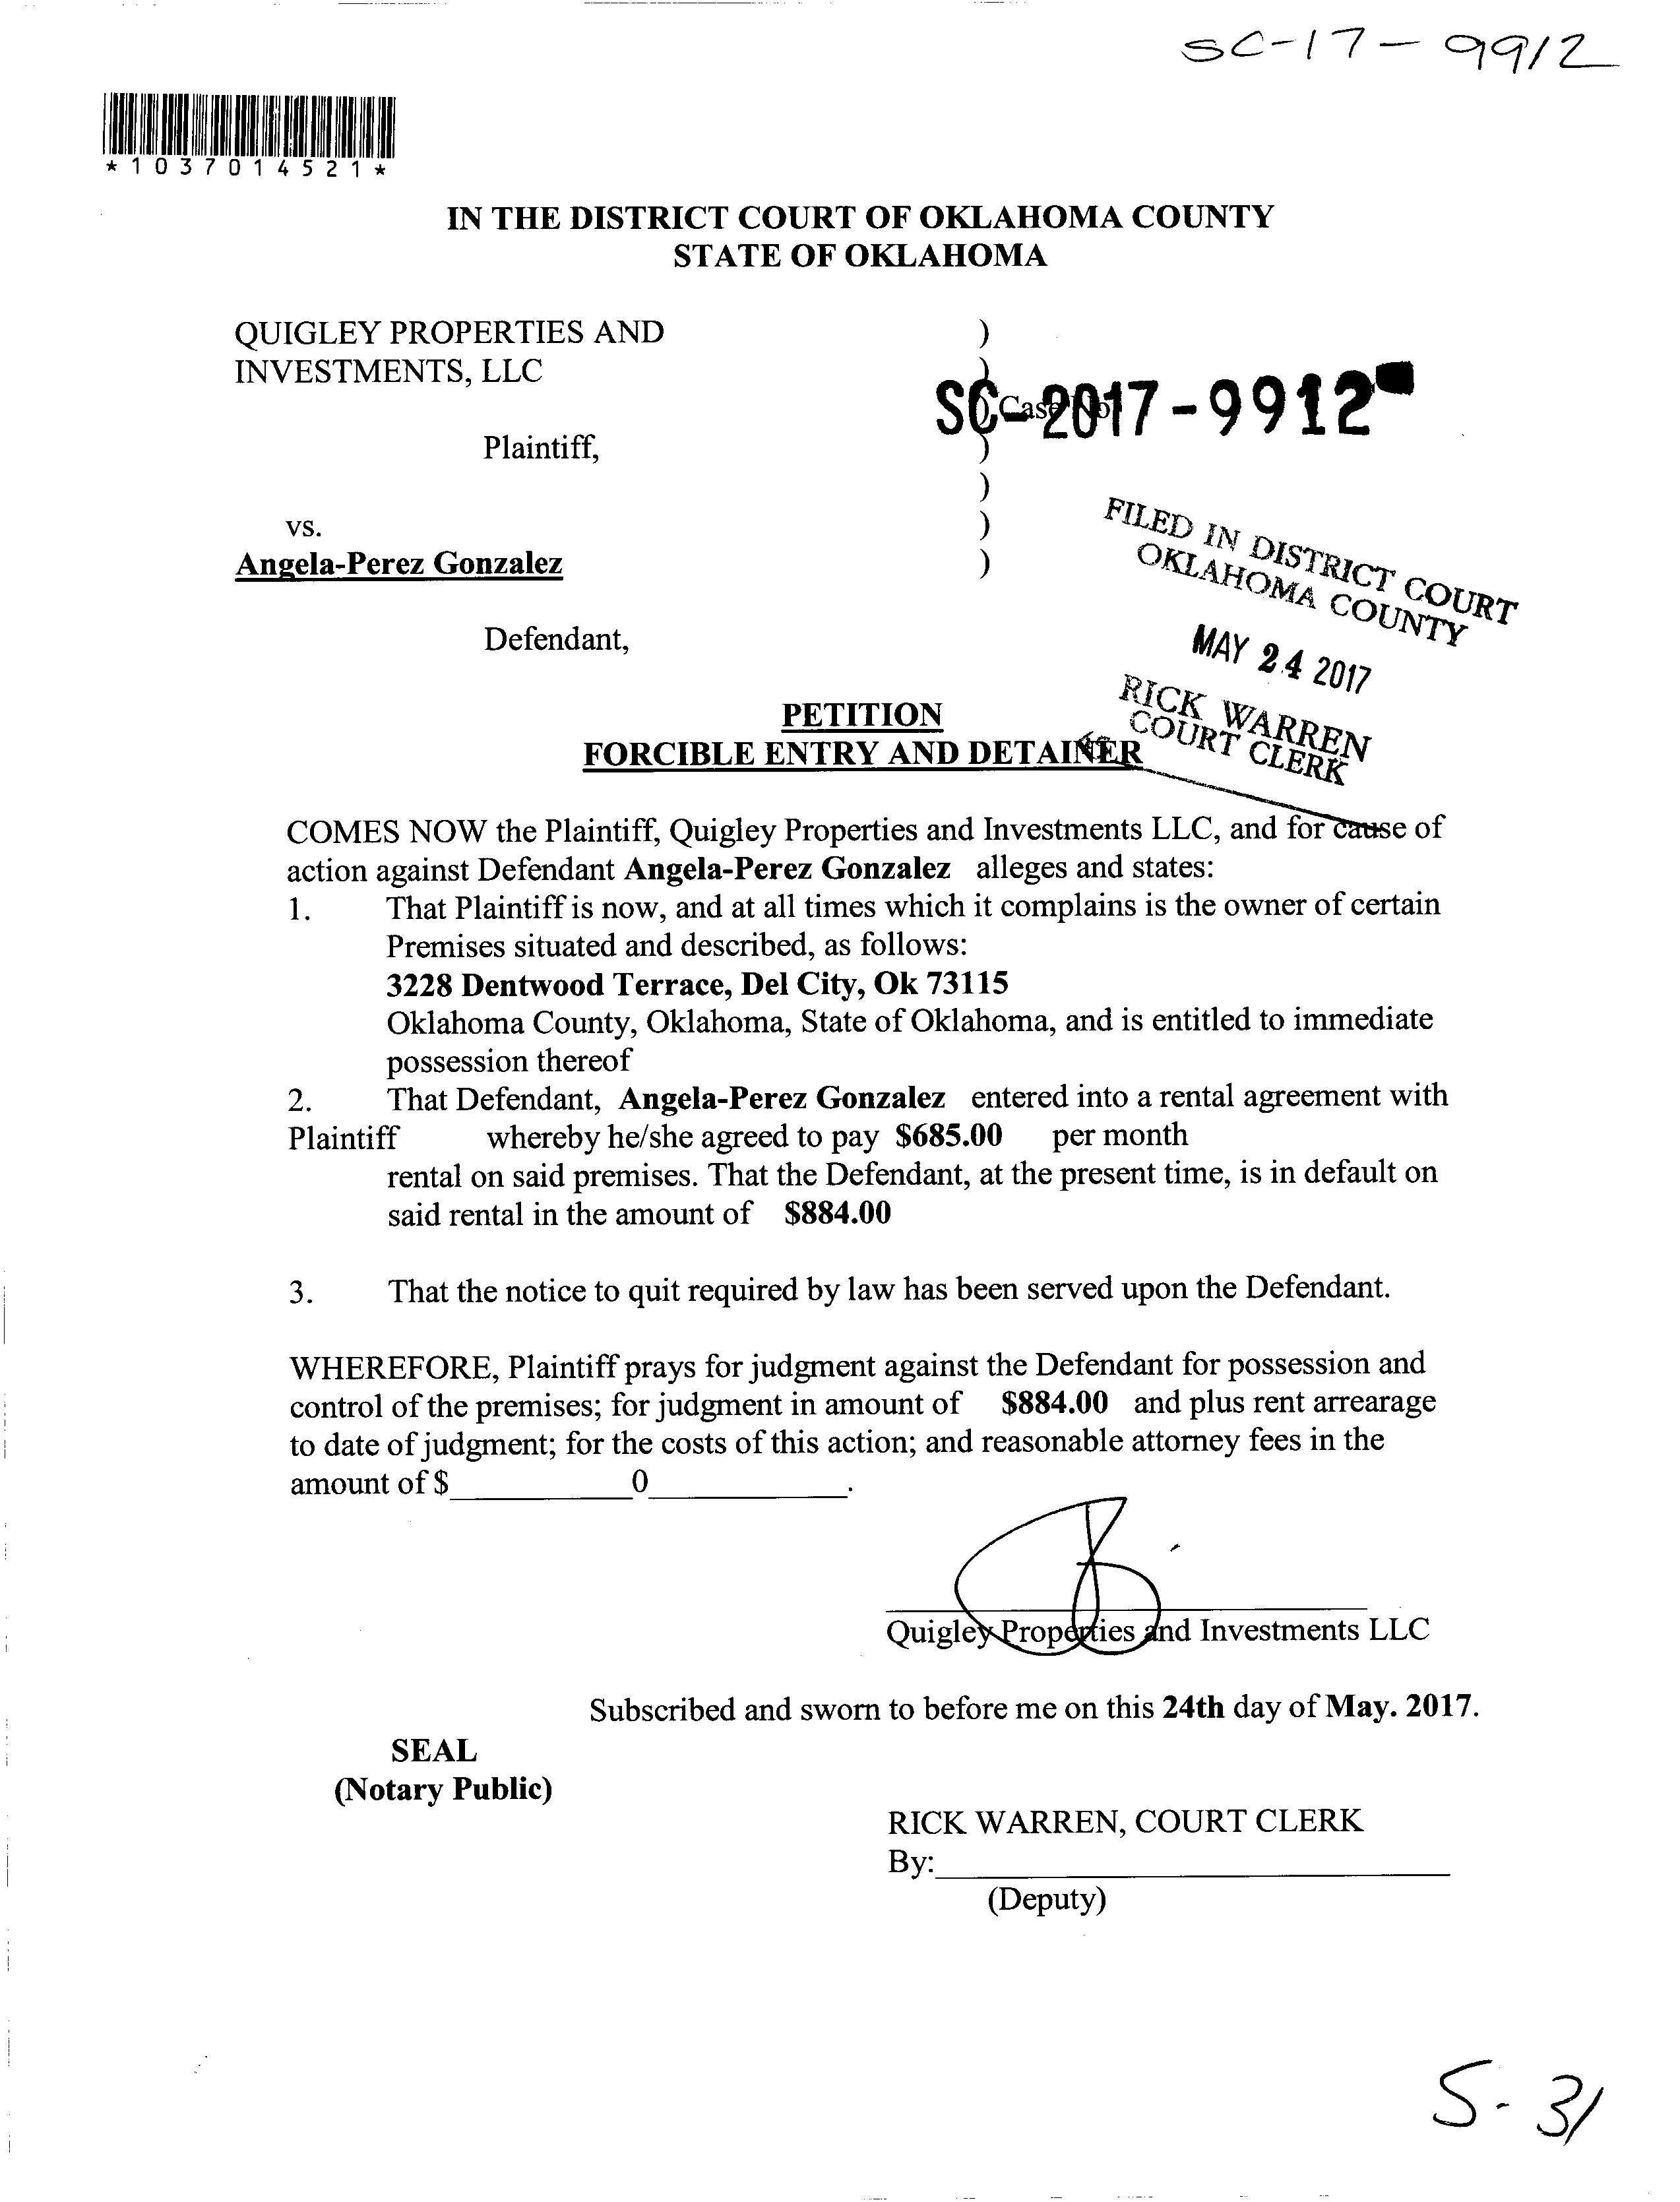 SC-17-9912
*1037014521*
IN THE DISTRICT COURT OF OKLAHOMA COUNTY
STATE OF OKLAHOMA
QUIGLEY PROPERTIES AND )
INVESTMENTS, LLC )
) Case No.
SC-2017-9912
Plaintiff, )
)
vs. )
Angela-Perez Gonzalez )
FILED IN DISTRICT COURT
OKLAHOMA COUNTY
Defendant,
MAY 24 2017
RICK WARREN
COURT CLERK
PETITION
FORCIBLE ENTRY AND DETAINER
COMES NOW the Plaintiff, Quigley Properties and Investments LLC, and for cause of
action against Defendant Angela-Perez Gonzalez alleges and states:
1. That Plaintiff is now, and at all times which it complains is the owner of certain
Premises situated and described, as follows:
3228 Dentwood Terrace, Del City, Ok 73115
Oklahoma County, Oklahoma, State of Oklahoma, and is entitled to immediate
possession thereof
2. That Defendant, Angela-Perez Gonzalez entered into a rental agreement with
Plaintiff whereby he/she agreed to pay $685.00 per month
rental on said premises. That the Defendant, at the present time, is in default on
said rental in the amount of $884.00
3. That the notice to quit required by law has been served upon the Defendant.
WHEREFORE, Plaintiff prays for judgment against the Defendant for possession and
control of the premises; for judgment in amount of $884.00 and plus rent arrearage
to date of judgment; for the costs of this action; and reasonable attorney fees in the
amount of $__________0__________.
Quigley Properties and Investments LLC
Subscribed and sworn to before me on this 24th day of May. 2017.
SEAL
(Notary Public)
RICK WARREN, COURT CLERK
By:____________________
(Deputy)
5-31